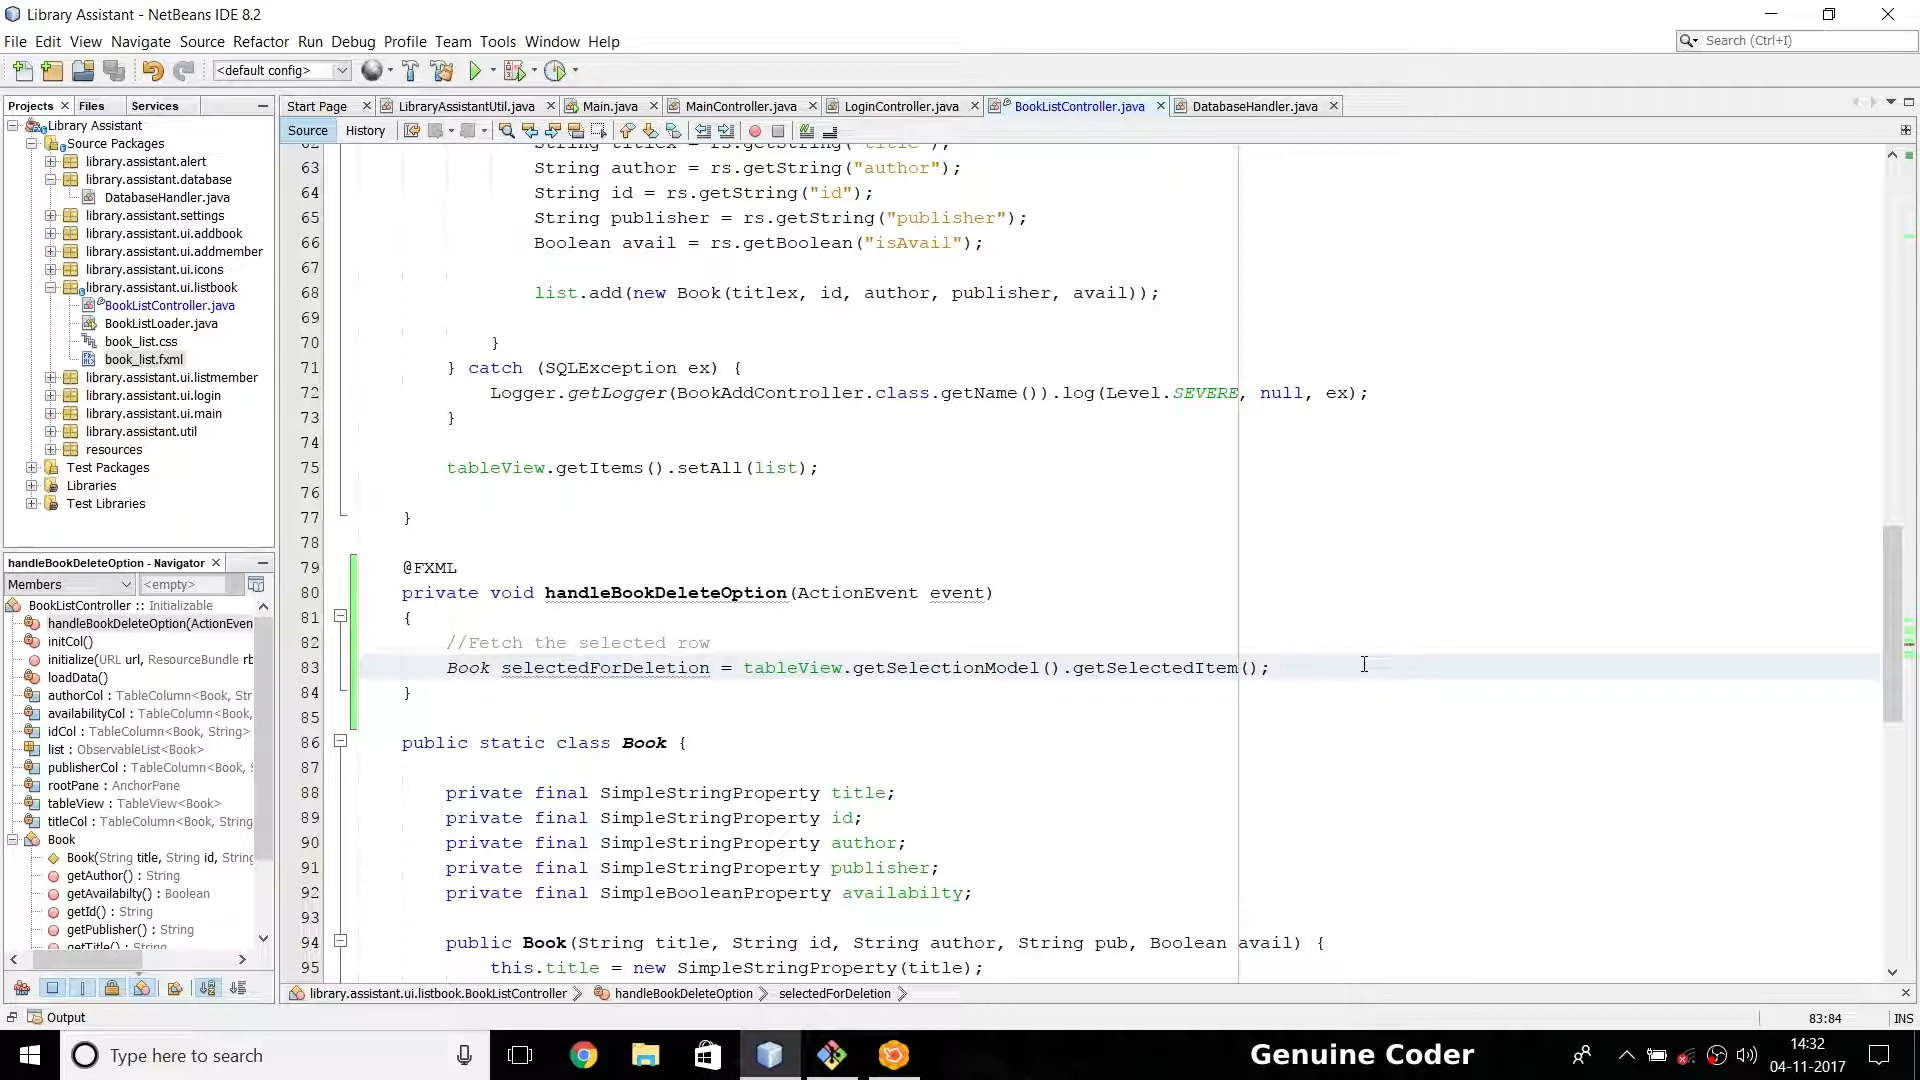 Library Assistant - NetBeans IDE 8.2
File Edit View Navigate Source Refactor Run Debug Profile Team Tools Window Help
Search (Ctrl+I)
<default config>
Projects Files Services
Start Page LibraryAssistantUtil.java Main.java MainController.java LoginController.java BookListController.java DatabaseHandler.java
Source History
Library Assistant
Source Packages
library.assistant.alert
library.assistant.database
DatabaseHandler.java
library.assistant.settings
library.assistant.ui.addbook
library.assistant.ui.addmember
library.assistant.ui.icons
library.assistant.ui.listbook
BookListController.java
BookListLoader.java
book_list.css
book_list.fxml
library.assistant.ui.listmember
library.assistant.ui.login
library.assistant.ui.main
library.assistant.util
resources
Test Packages
Libraries
Test Libraries
handleBookDeleteOption - Navigator
Members <empty>
BookListController :: Initializable
handleBookDeleteOption(ActionEven
initCol()
initialize(URL url, ResourceBundle rb
loadData()
authorCol : TableColumn<Book, Str
availabilityCol : TableColumn<Book,
idCol : TableColumn<Book, String>
list : ObservableList<Book>
publisherCol : TableColumn<Book, S
rootPane : AnchorPane
tableView : TableView<Book>
titleCol : TableColumn<Book, String
Book
Book(String title, String id, String
getAuthor() : String
getAvailabilty() : Boolean
getId() : String
getPublisher() : String
getTitle() : String
62 String titlex = rs.getString("title");
63 String author = rs.getString("author");
64 String id = rs.getString("id");
65 String publisher = rs.getString("publisher");
66 Boolean avail = rs.getBoolean("isAvail");
67
68 list.add(new Book(titlex, id, author, publisher, avail));
69
70 }
71 } catch (SQLException ex) {
72 Logger.getLogger(BookAddController.class.getName()).log(Level.SEVERE, null, ex);
73 }
74
75 tableView.getItems().setAll(list);
76
77 }
78
79 @FXML
80 private void handleBookDeleteOption(ActionEvent event)
81 {
82 //Fetch the selected row
83 Book selectedForDeletion = tableView.getSelectionModel().getSelectedItem();
84 }
85
86 public static class Book {
87
88 private final SimpleStringProperty title;
89 private final SimpleStringProperty id;
90 private final SimpleStringProperty author;
91 private final SimpleStringProperty publisher;
92 private final SimpleBooleanProperty availabilty;
93
94 public Book(String title, String id, String author, String pub, Boolean avail) {
95 this.title = new SimpleStringProperty(title);
library.assistant.ui.listbook.BookListController handleBookDeleteOption selectedForDeletion
Output
83:84 INS
Type here to search
Genuine Coder
14:32
04-11-2017